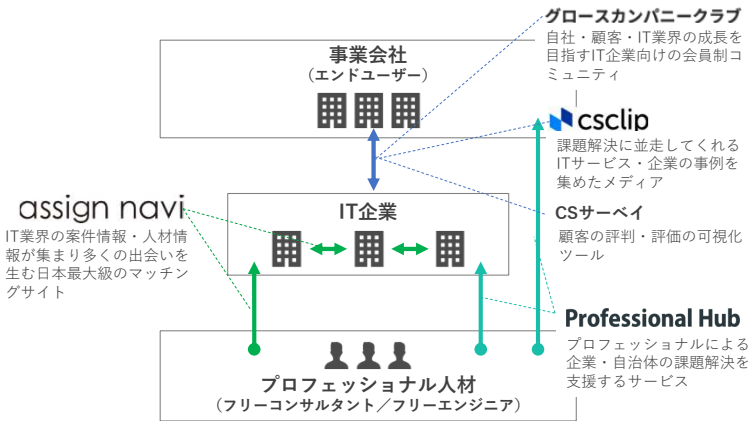 グロースカンパニークラブ
自社・顧客・IT業界の成長を
目指すIT企業向けの会員制コ
ミュニティ
事業会社
（エンドユーザー）
csclip
課題解決に並走してくれる
ITサービス・企業の事例を
集めたメディア
assign navi
IT業界の案件情報・人材情
報が集まり多くの出会いを
生む日本最大級のマッチン
グサイト
IT企業
CSサーベイ
顧客の評判・評価の可視化
ツール
Professional Hub
プロフェッショナルによる
企業・自治体の課題解決を
支援するサービス
プロフェッショナル人材
（フリーコンサルタント／フリーエンジニア）